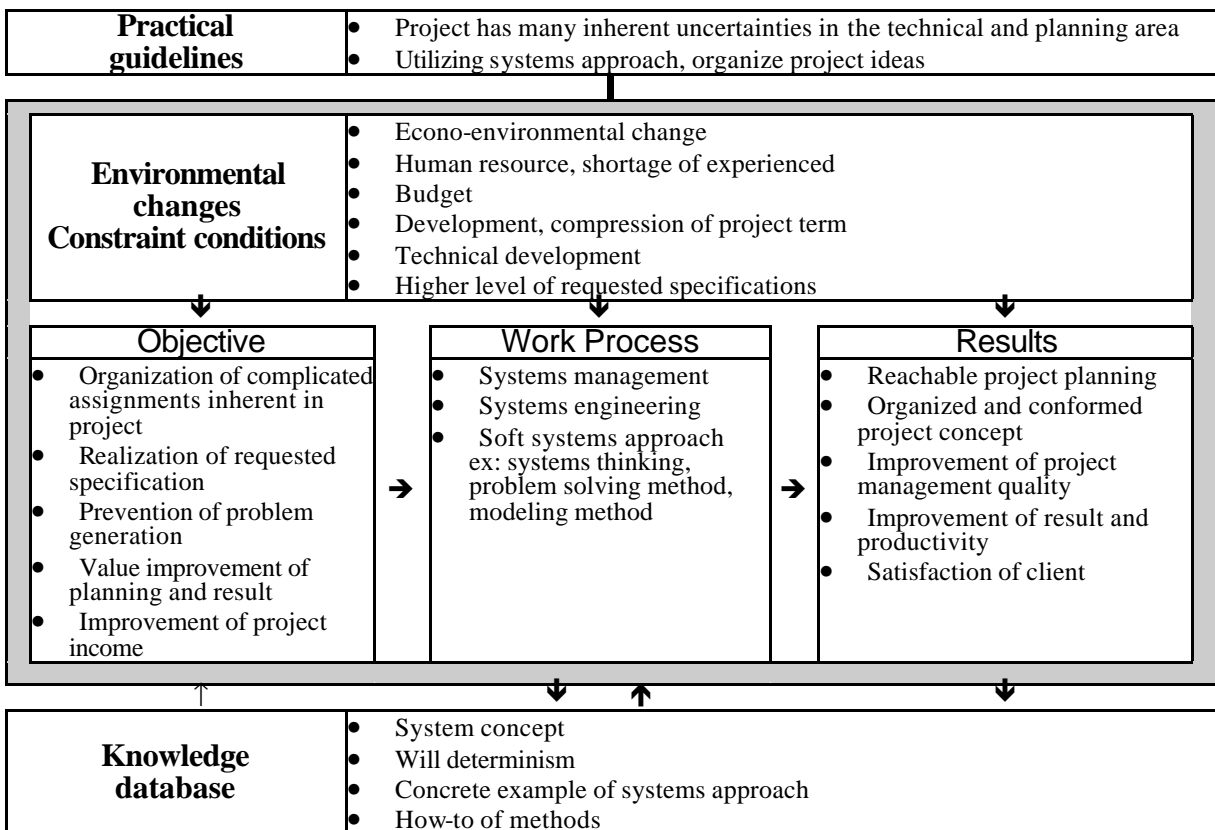 Practical
guidelines
● Project has many inherent uncertainties in the technical and planning area
● Utilizing systems approach, organize project ideas
Environmental
changes
Constraint conditions
● Econo-environmental change
● Human resource, shortage of experienced
● Budget
● Development, compression of project term
● Technical development
● Higher level of requested specifications
Objective
● Organization of complicated
assignments inherent in
project
● Realization of requested
specification
● Prevention of problem
generation
● Value improvement of
planning and result
● Improvement of project
income
Work Process
● Systems management
● Systems engineering
● Soft systems approach
ex: systems thinking,
problem solving method,
modeling method
Results
● Reachable project planning
● Organized and conformed
project concept
● Improvement of project
management quality
● Improvement of result and
productivity
● Satisfaction of client
Knowledge
database
● System concept
● Will determinism
● Concrete example of systems approach
● How-to of methods